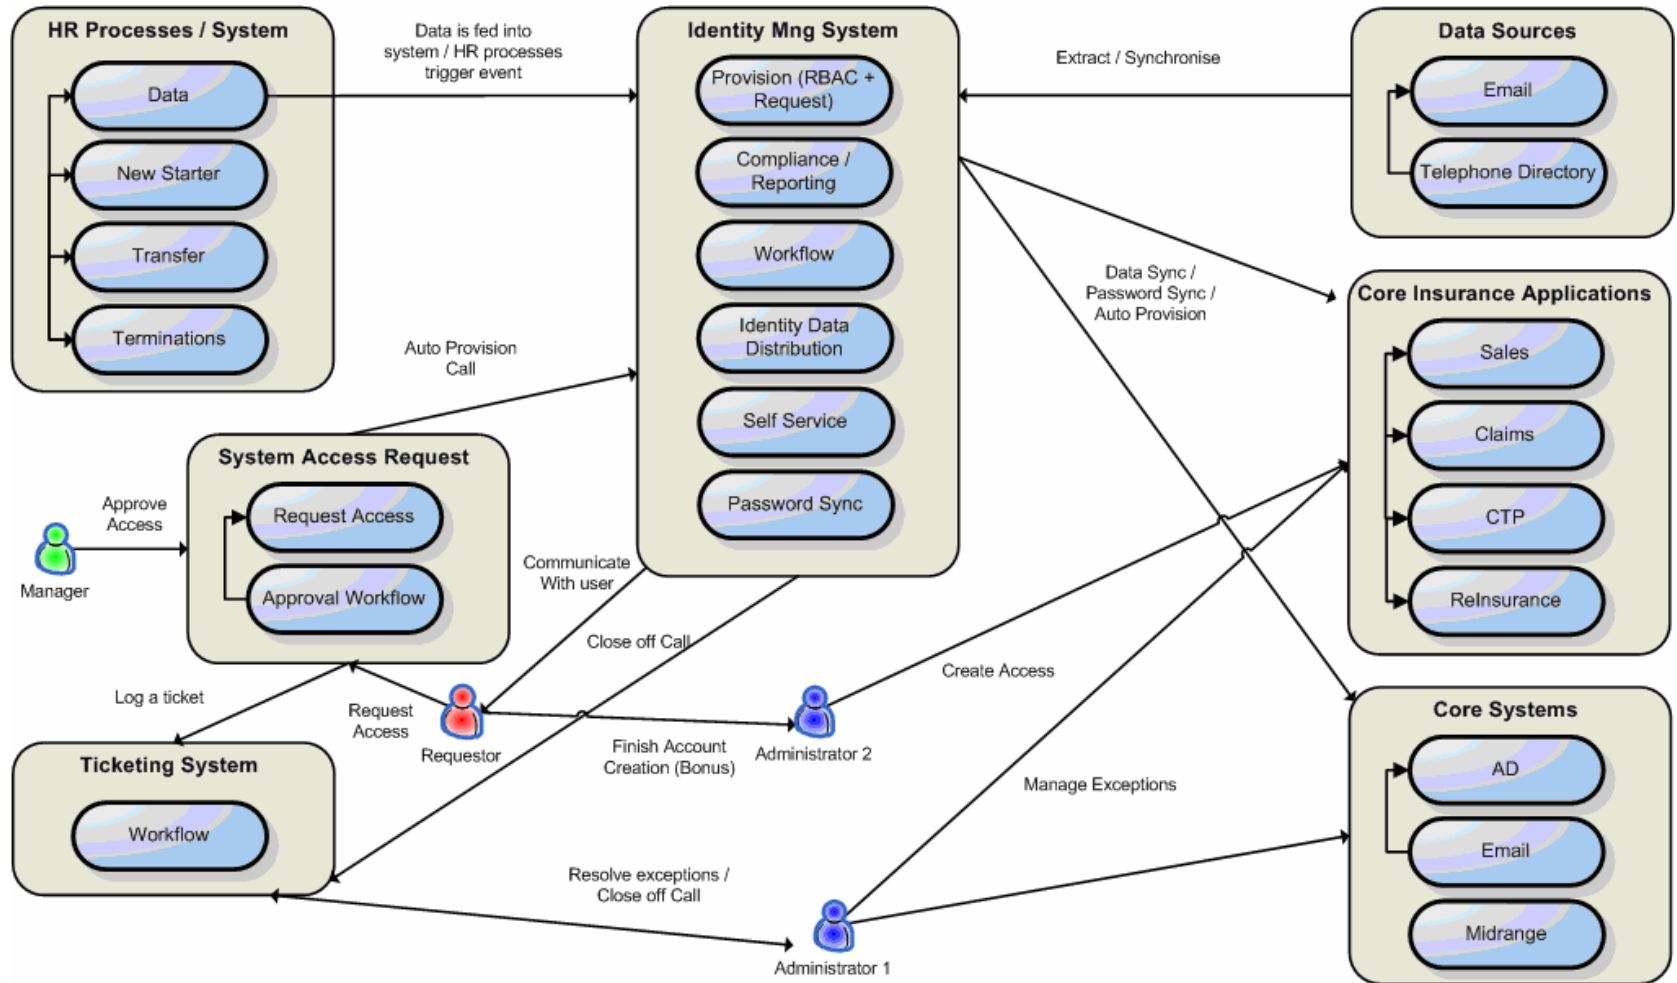 HR Processes / System
Data
New Starter
Transfer
Terminations
Data is fed into
system / HR processes
trigger event
Identity Mng System
Provision (RBAC +
Request)
Compliance /
Reporting
Workflow
Identity Data
Distribution
Self Service
Password Sync
Extract / Synchronise
Data Sources
Email
Telephone Directory
Data Sync /
Password Sync /
Auto Provision
Core Insurance Applications
Sales
Claims
CTP
ReInsurance
Auto Provision
Call
System Access Request
Request Access
Approval Workflow
Approve
Access
Manager
Communicate
With user
Close off Call
Log a ticket
Request
Access
Requestor
Finish Account
Creation (Bonus)
Administrator 2
Create Access
Manage Exceptions
Ticketing System
Workflow
Resolve exceptions /
Close off Call
Administrator 1
Core Systems
AD
Email
Midrange